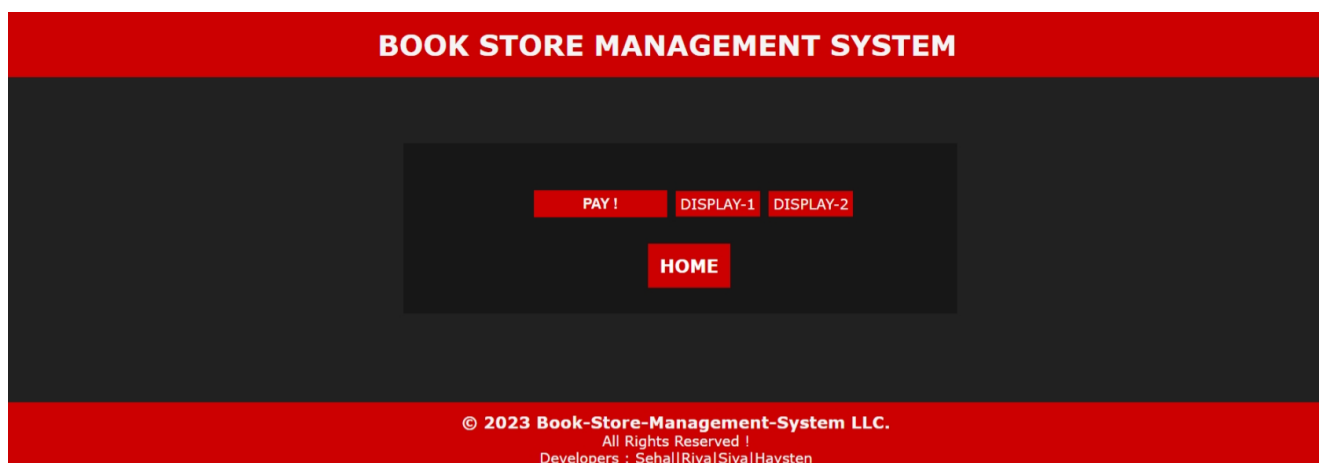 BOOK STORE MANAGEMENT SYSTEM
PAY ! DISPLAY-1 DISPLAY-2
HOME
© 2023 Book-Store-Management-System LLC.
All Rights Reserved !
Developers : Sehal|Riya|Siya|Haysten